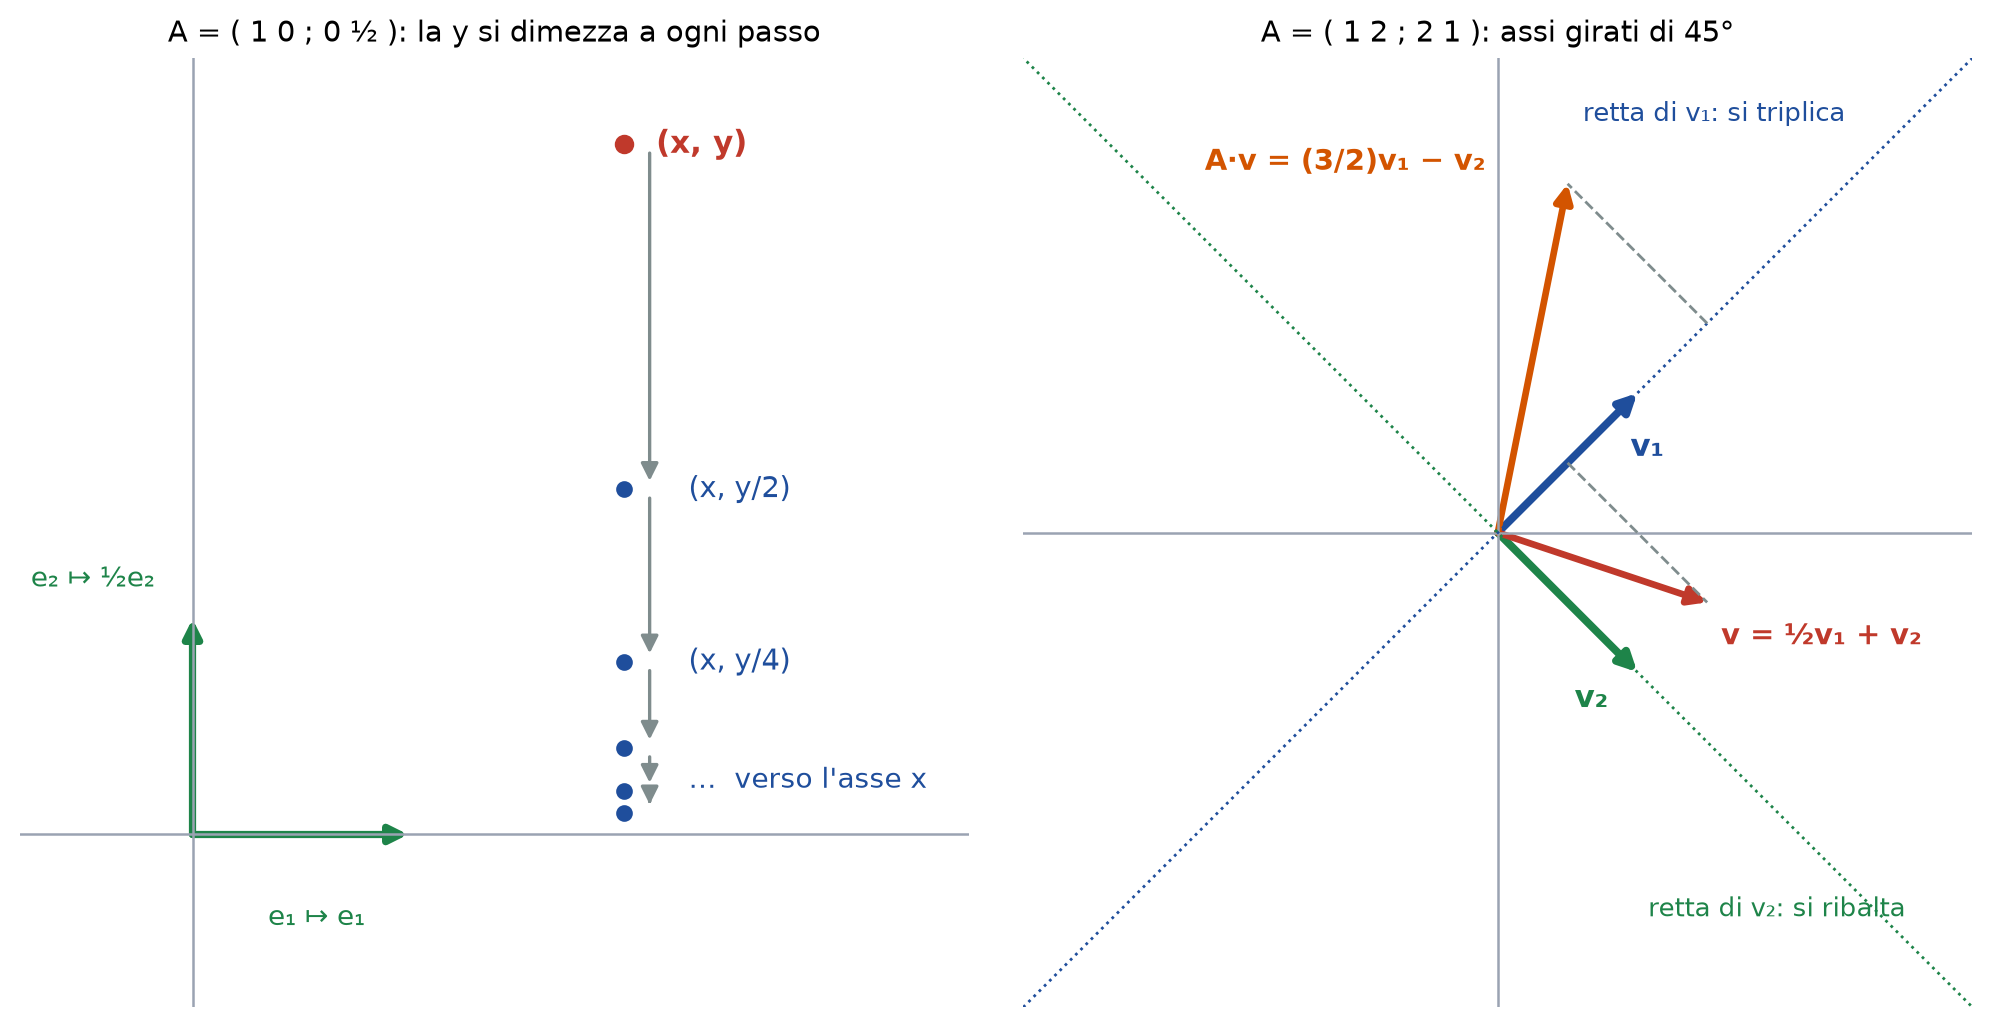 A = ( 1 0 ; 0 ½ ): la y si dimezza a ogni passo
(x, y)
(x, y/2)
e₂ ↦ ½e₂
(x, y/4)
… verso l'asse x
e₁ ↦ e₁
A = ( 1 2 ; 2 1 ): assi girati di 45°
retta di v₁: si triplica
A·v = (3/2)v₁ − v₂
v₁
v = ½v₁ + v₂
v₂
retta di v₂: si ribalta